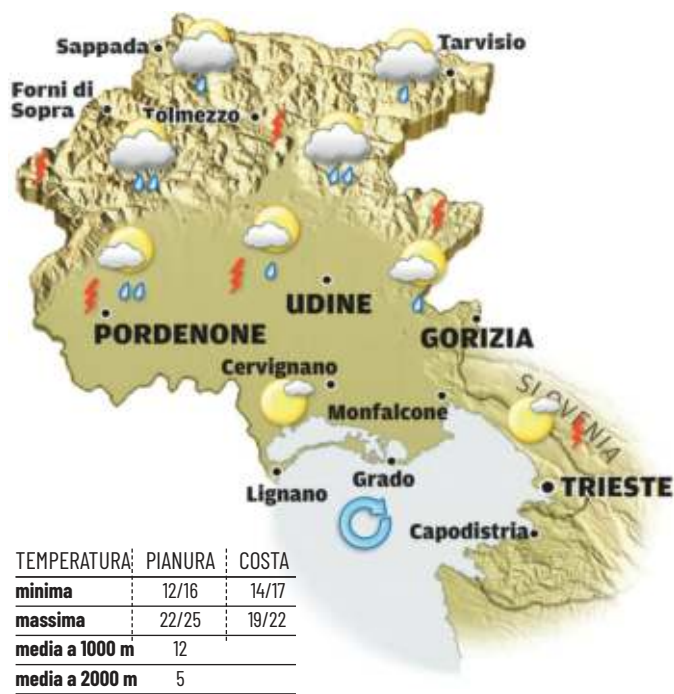 Sappada
Tarvisio
Forni di
Sopra
Tolmezzo
UDINE
PORDENONE
GORIZIA
Cervignano
Monfalcone
SLOVENIA
Grado
Lignano
TRIESTE
Capodistria
TEMPERATURA PIANURA COSTA
minima 12/16 14/17
massima 22/25 19/22
media a 1000 m 12
media a 2000 m 5